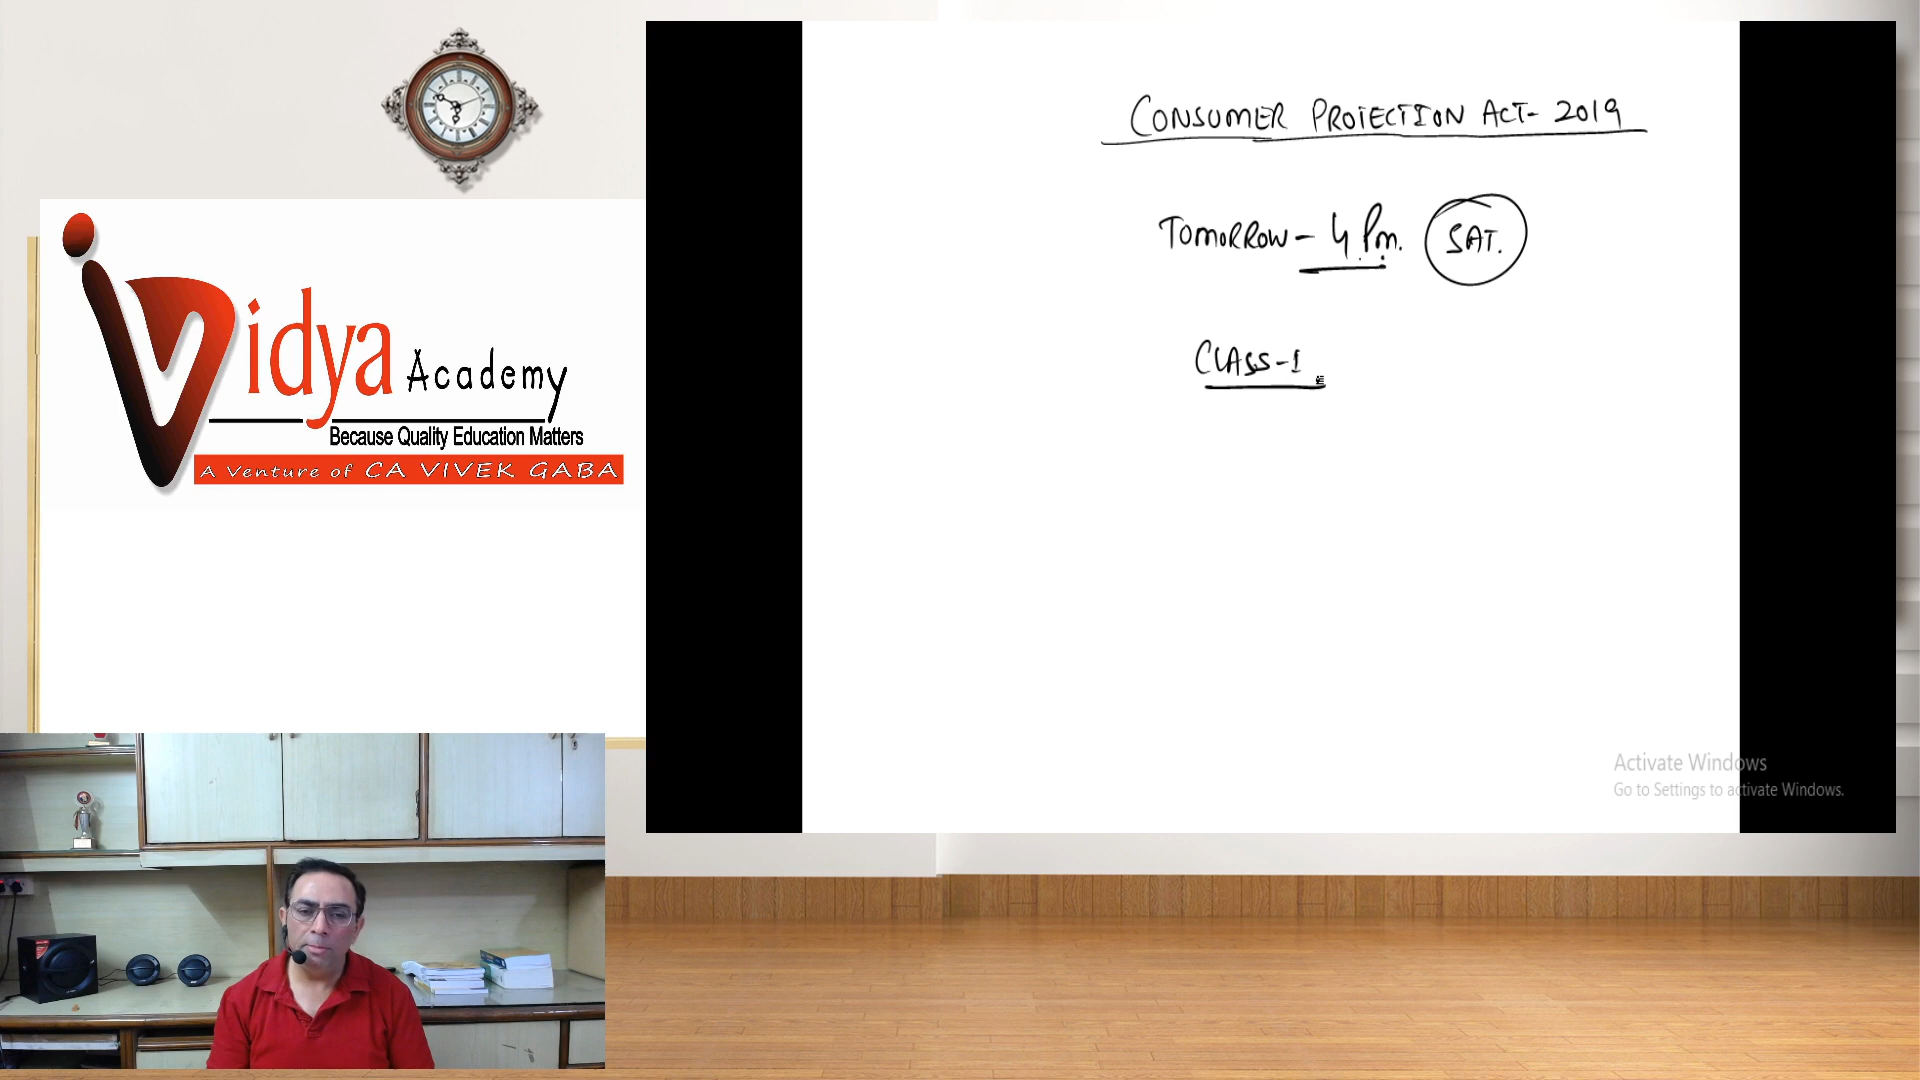 CONSUMER PROTECTION ACT- 2019
TOMORROW - 4 Pm. SAT.
CLASS-1
Vidya Academy
Because Quality Education Matters
A Venture of CA VIVEK GABA
Activate Windows
Go to Settings to activate Windows.